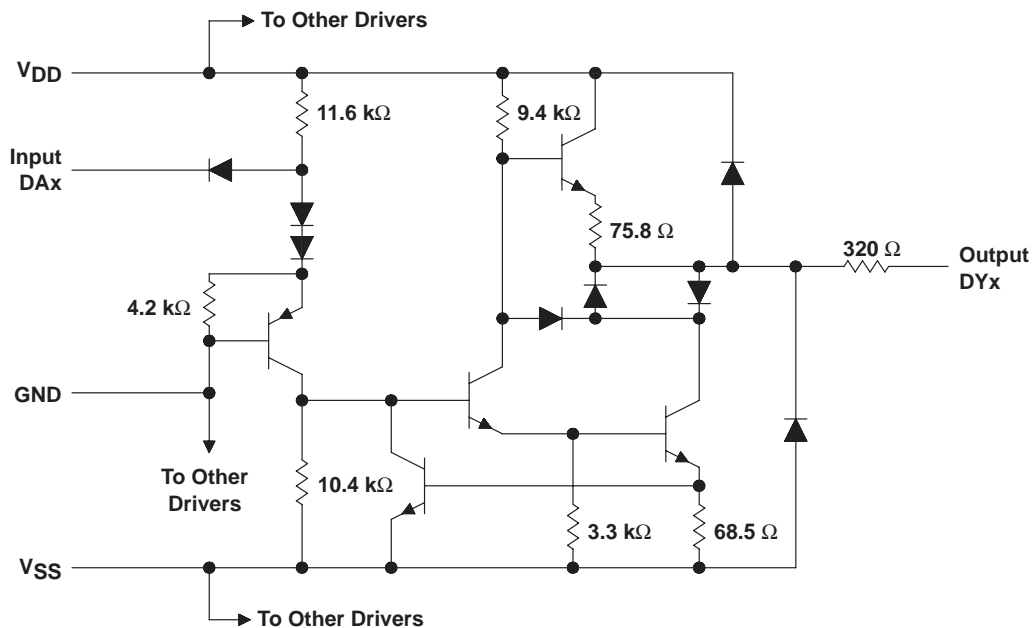 To Other Drivers
VDD
11.6 kΩ
9.4 kΩ
Input
DAx
75.8 Ω
320 Ω
Output
DYx
4.2 kΩ
GND
To Other
Drivers
10.4 kΩ
3.3 kΩ
68.5 Ω
VSS
To Other Drivers